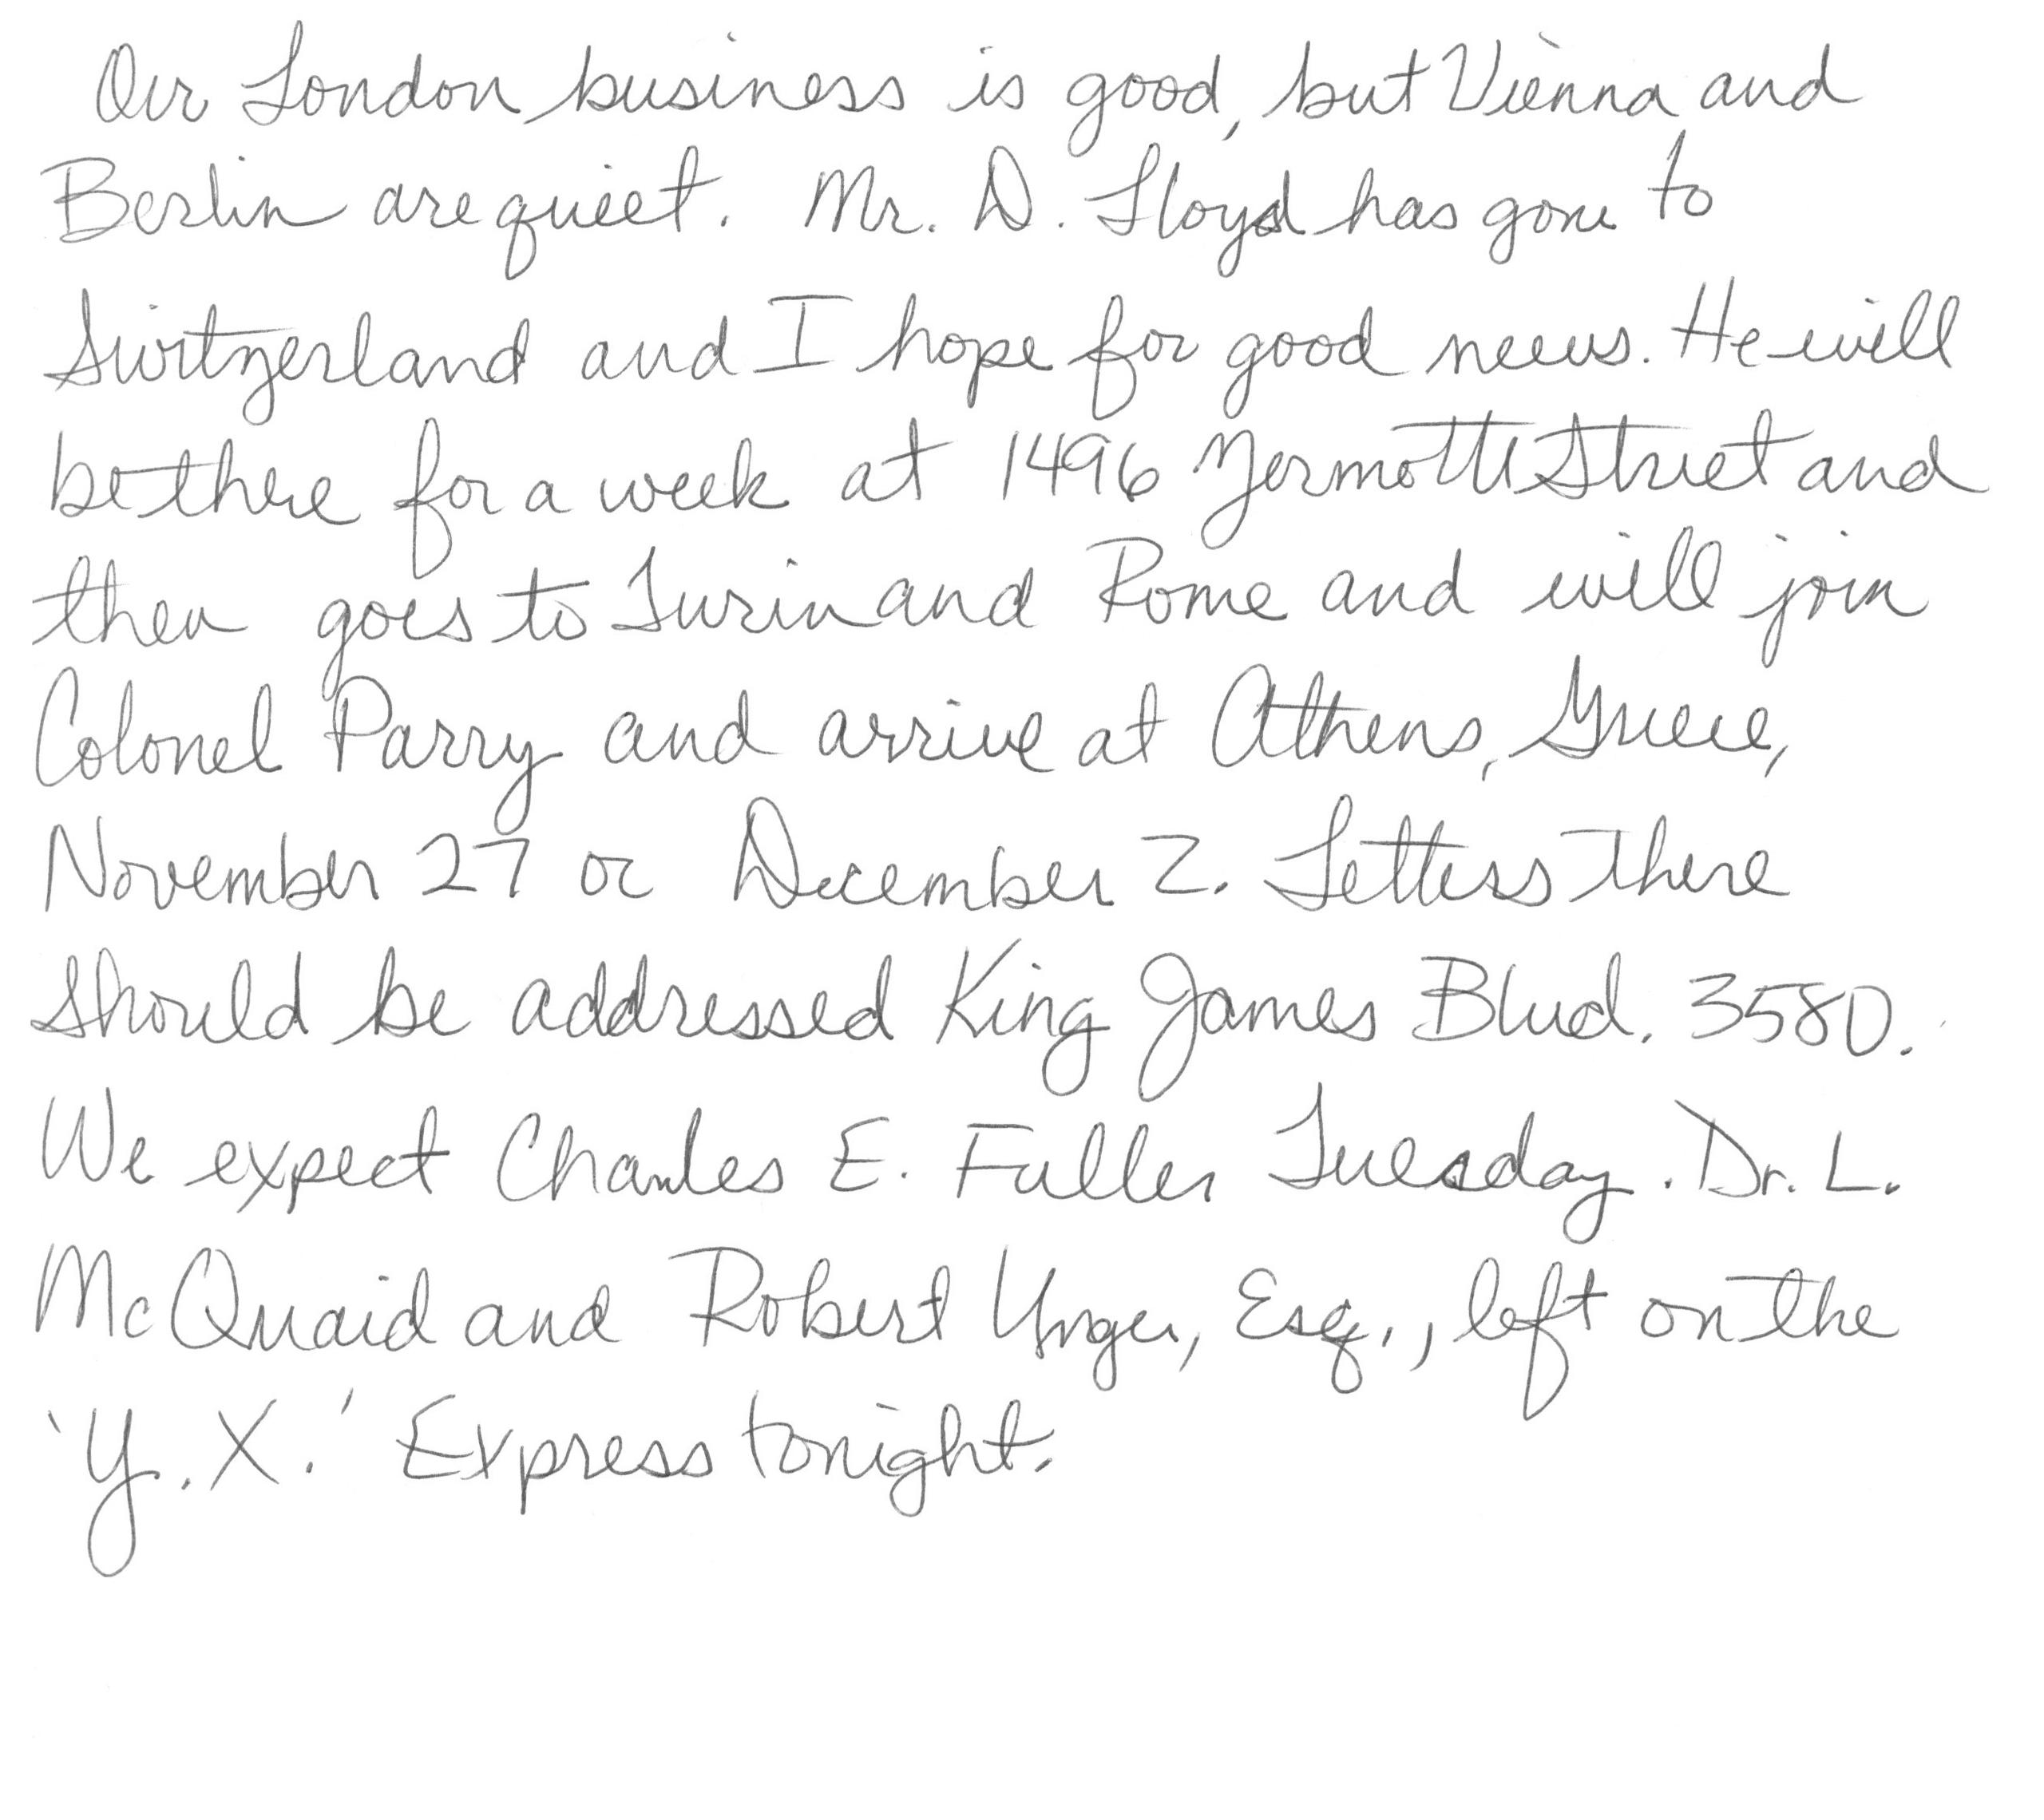 Our London business is good, but Vienna and
Berlin are quiet. Mr. D. Lloyd has gone to
Switzerland and I hope for good news. He will
be there for a week at 1496 Zermott Street and
then goes to Turin and Rome and will join
Colonel Parry and arrive at Athens, Greece,
November 27 or December 2. Letters there
should be addressed King James Blvd. 3580.
We expect Charles E. Fuller Tuesday. Dr. L.
McQuaid and Robert Unger, Esq., left on the
'Y. X.' Express tonight.